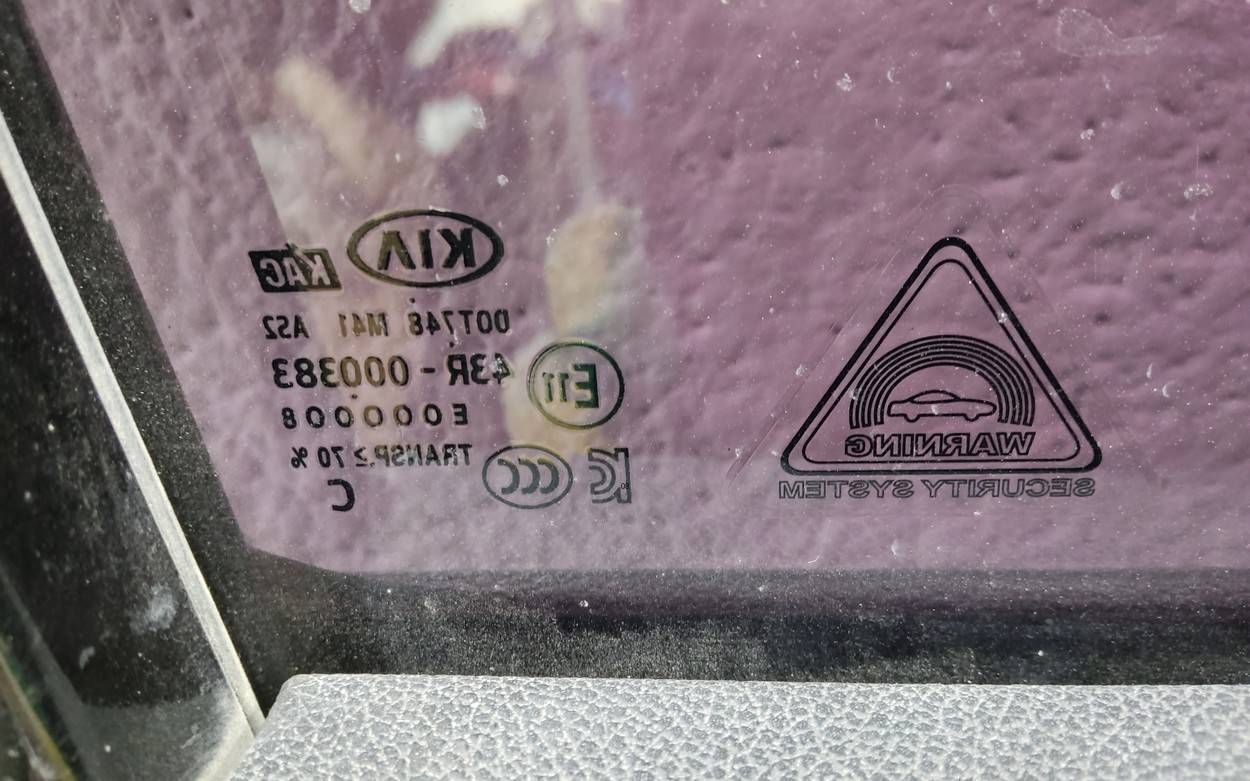 KIA KAC
DOT748 M41 AS2
43R-000383
E11
E000008
TRANSP.≥70%
CCC
C
WARNING
SECURITY SYSTEM